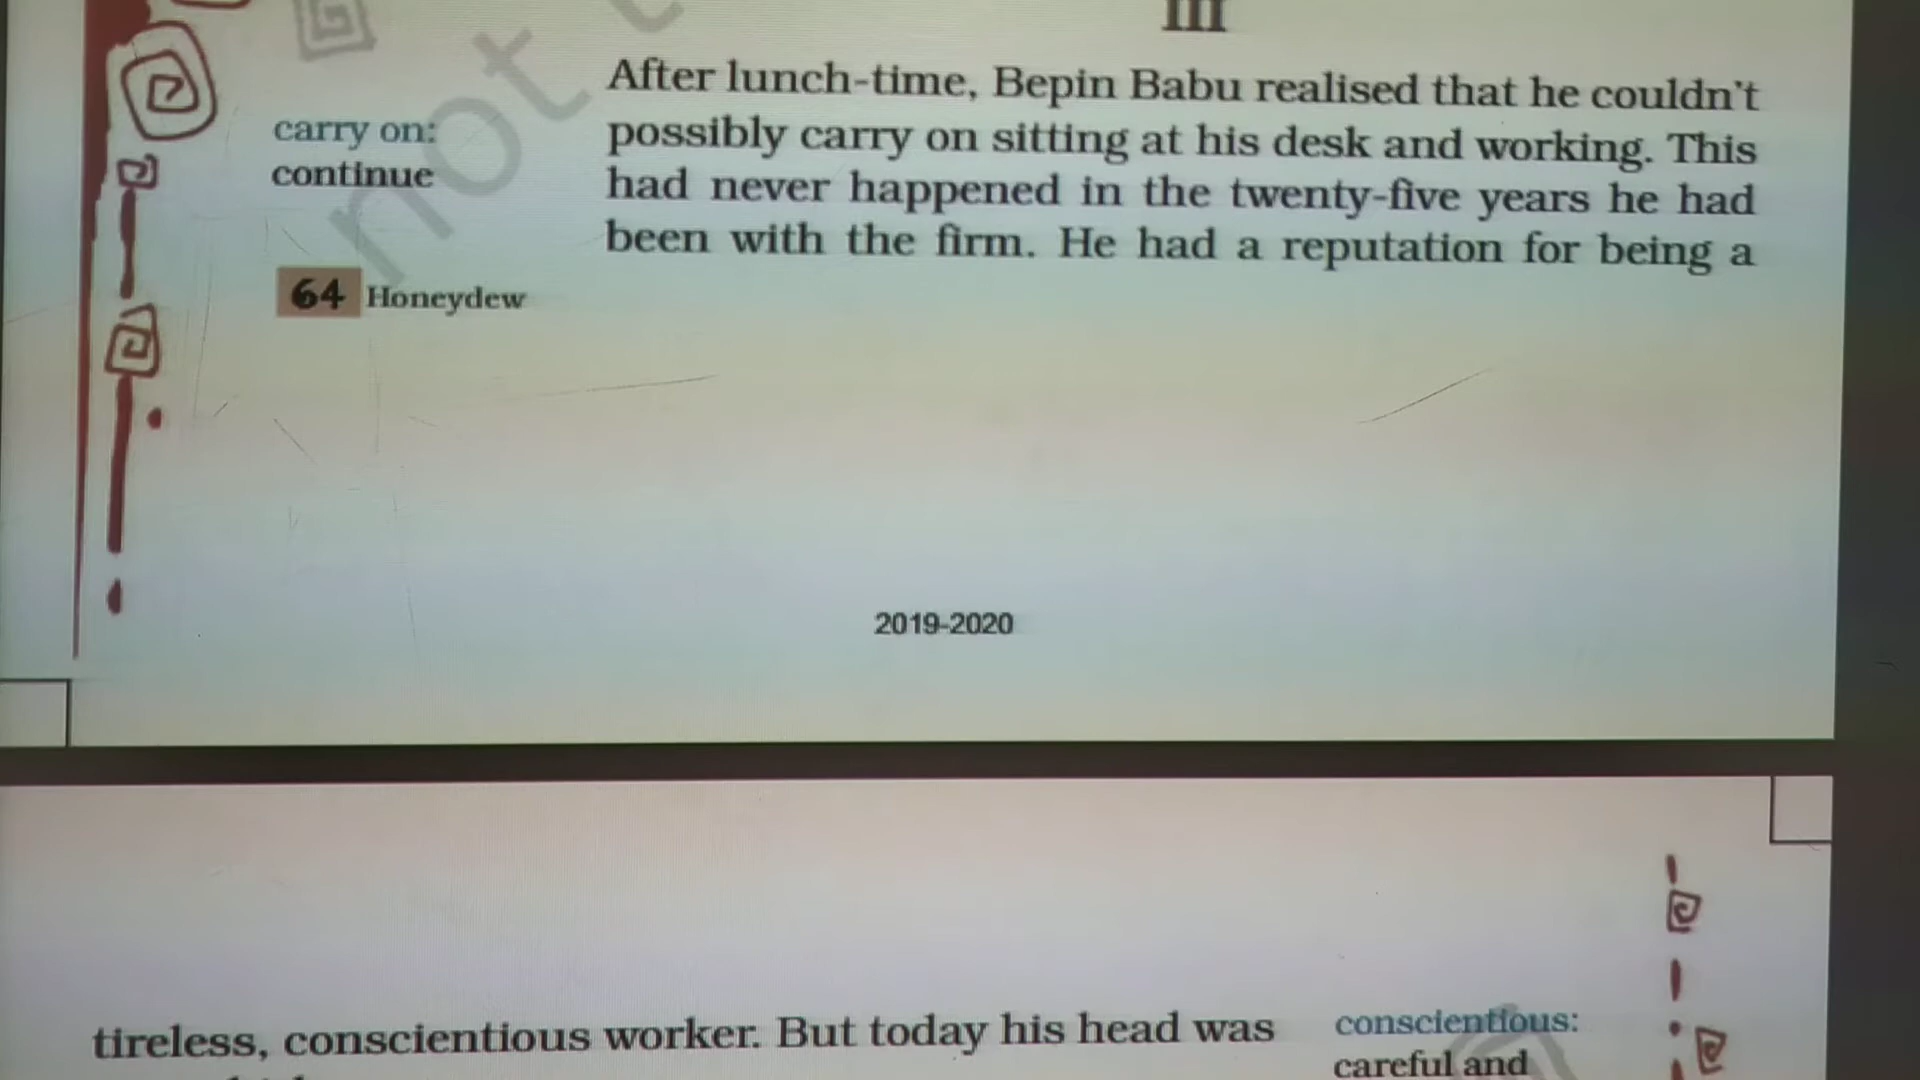 not t
III
After lunch-time, Bepin Babu realised that he couldn't
possibly carry on sitting at his desk and working. This
had never happened in the twenty-five years he had
been with the firm. He had a reputation for being a
carry on:
continue
64 Honeydew
2019-2020
tireless, conscientious worker. But today his head was
conscientious:
careful and